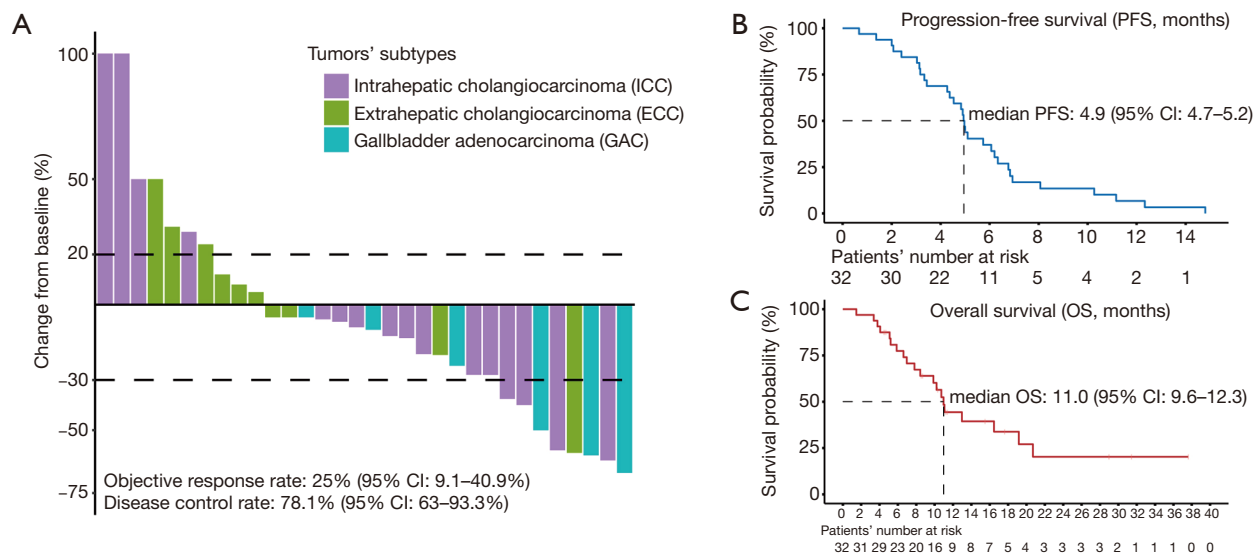 A
Change from baseline (%)
100
50
20
-30
-50
-75
Tumors' subtypes
Intrahepatic cholangiocarcinoma (ICC)
Extrahepatic cholangiocarcinoma (ECC)
Gallbladder adenocarcinoma (GAC)
Objective response rate: 25% (95% CI: 9.1–40.9%)
Disease control rate: 78.1% (95% CI: 63–93.3%)
B
Progression-free survival (PFS, months)
Survival probability (%)
100
75
50
25
0
median PFS: 4.9 (95% CI: 4.7–5.2)
0 2 4 6 8 10 12 14
Patients' number at risk
32 30 22 11 5 4 2 1
C
Overall survival (OS, months)
Survival probability (%)
100
75
50
25
0
median OS: 11.0 (95% CI: 9.6–12.3)
0 2 4 6 8 10 12 14 16 18 20 22 24 26 28 30 32 34 36 38 40
Patients' number at risk
32 31 29 23 20 16 9 8 7 5 4 3 3 3 3 2 1 1 1 0 0